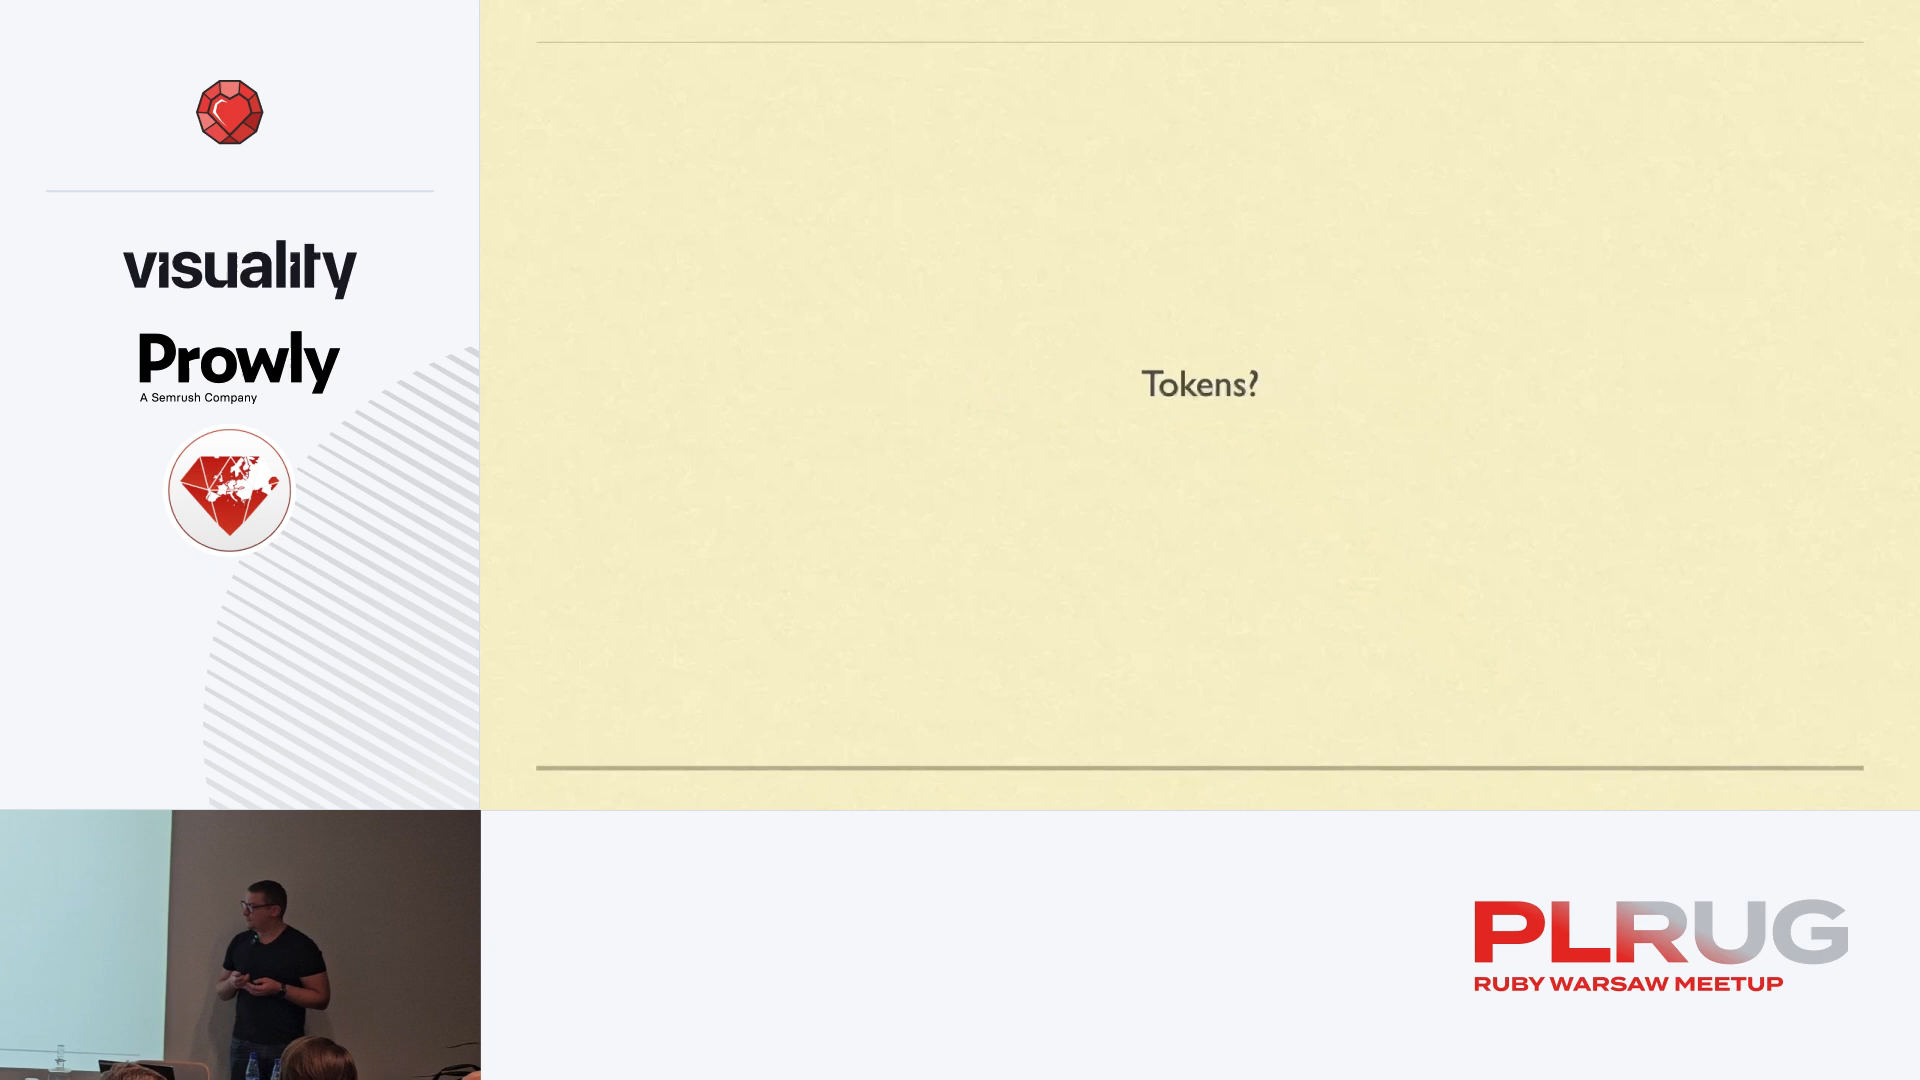 visuality
Prowly
A Semrush Company
Tokens?
PLRUG
RUBY WARSAW MEETUP